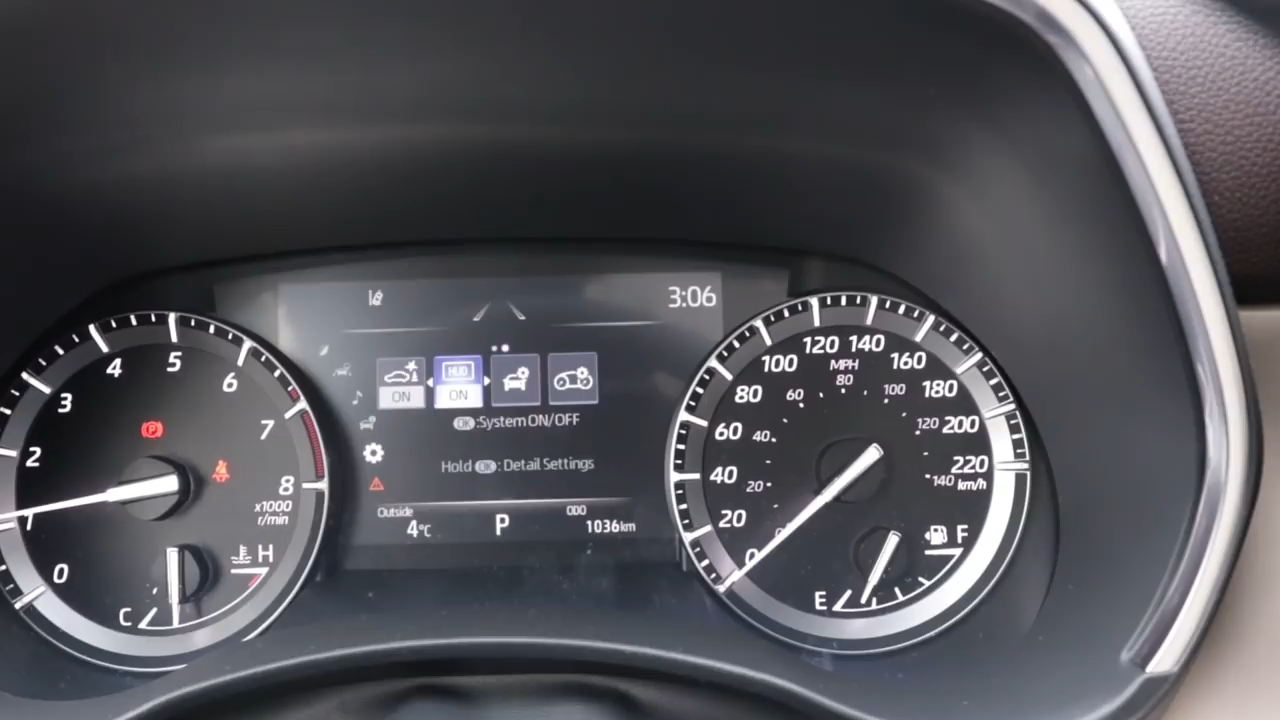 3:06
HUD
ON
ON
OK:System ON/OFF
Hold OK: Detail Settings
Outside
4°C
P
ODO
1036km
0
1
2
3
4
5
6
7
8
x1000
r/min
P
C
H
0
20
40
60
80
100
120
140
160
180
200
220
km/h
MPH
0
20
40
60
80
100
120
140
E
F